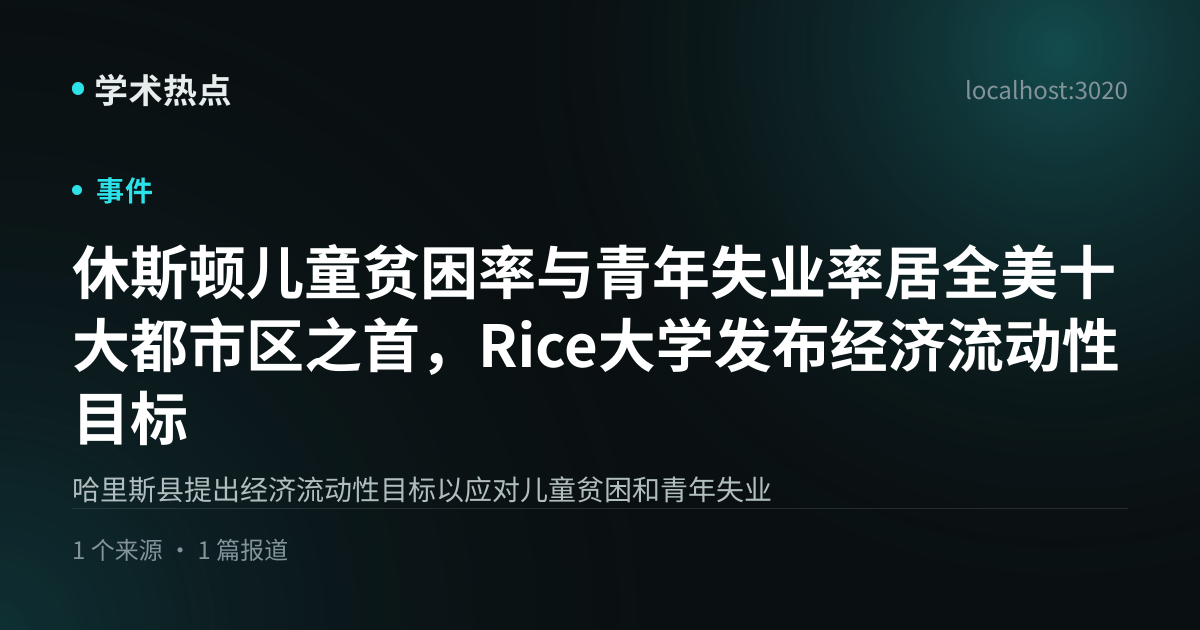 学术热点
localhost:3020
事件
休斯顿儿童贫困率与青年失业率居全美十
大都市区之首，Rice大学发布经济流动性
目标
哈里斯县提出经济流动性目标以应对儿童贫困和青年失业
1 个来源 · 1 篇报道